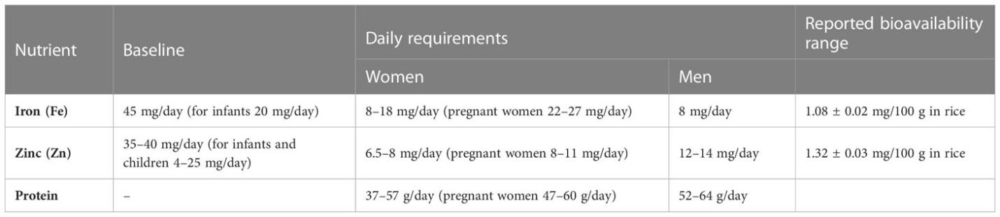 Nutrient
Baseline
Daily requirements
Reported bioavailability
range
Women
Men
Iron (Fe)
45 mg/day (for infants 20 mg/day)
8–18 mg/day (pregnant women 22–27 mg/day)
8 mg/day
1.08 ± 0.02 mg/100 g in rice
Zinc (Zn)
35–40 mg/day (for infants and
children 4–25 mg/day)
6.5–8 mg/day (pregnant women 8–11 mg/day)
12–14 mg/day
1.32 ± 0.03 mg/100 g in rice
Protein
–
37–57 g/day (pregnant women 47–60 g/day)
52–64 g/day